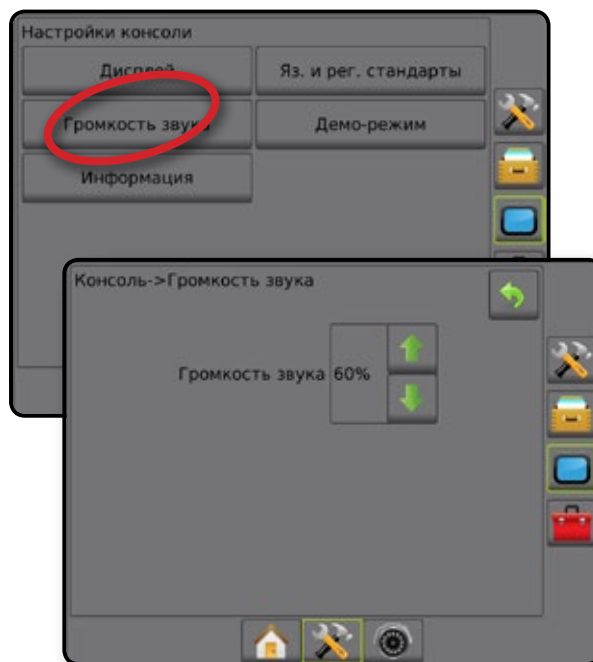 Настройки консоли
Дисплей
Яз. и рег. стандарты
Громкость звука
Демо-режим
Информация
Консоль->Громкость звука
Громкость звука 60%